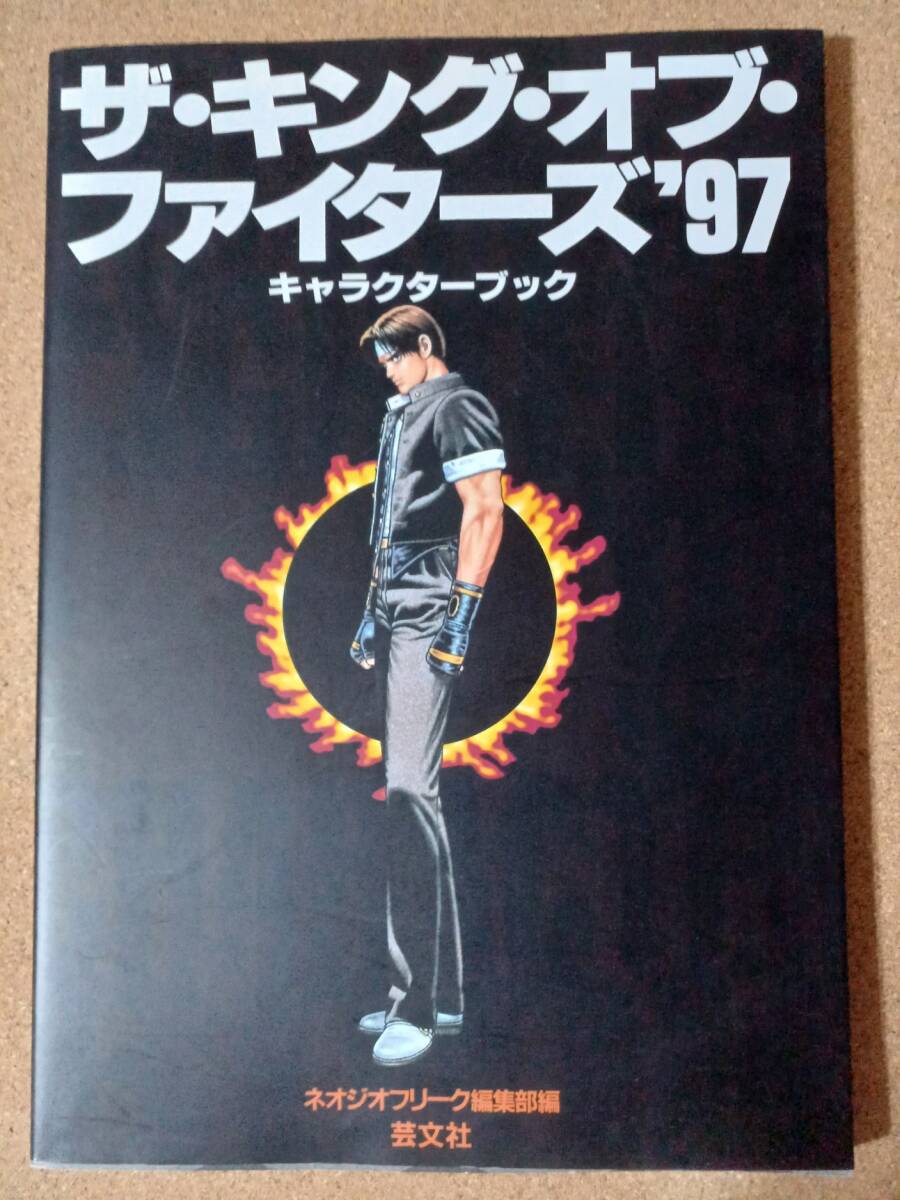 ザ・キング・オブ・
ファイターズ'97
キャラクターブック
ネオジオフリーク編集部編
芸文社